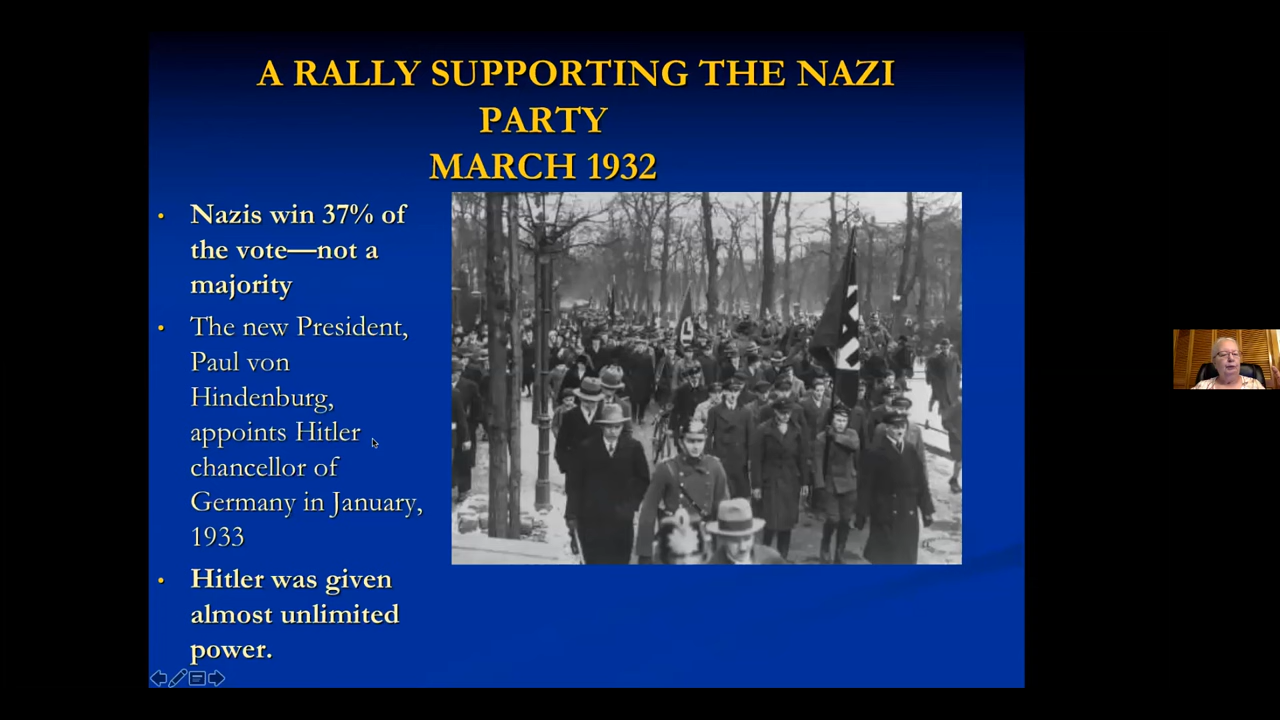 A RALLY SUPPORTING THE NAZI
PARTY
MARCH 1932
• Nazis win 37% of
the vote—not a
majority
• The new President,
Paul von
Hindenburg,
appoints Hitler
chancellor of
Germany in January,
1933
• Hitler was given
almost unlimited
power.